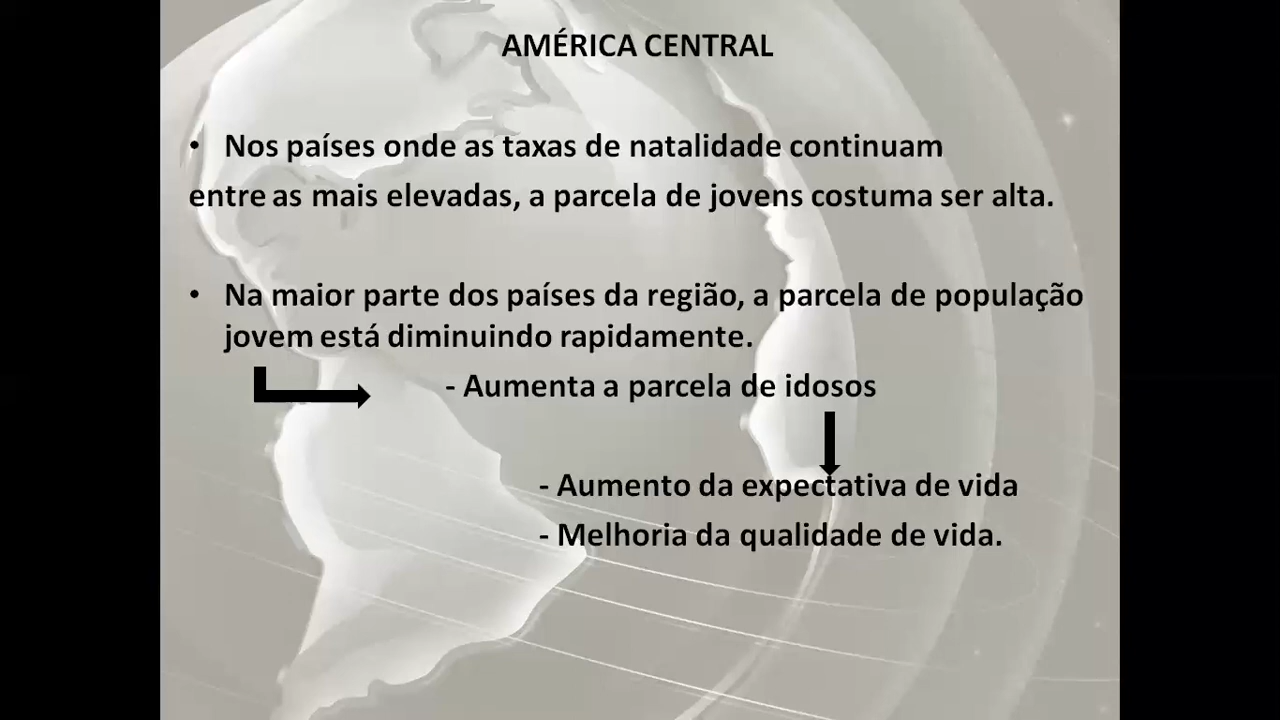 AMÉRICA CENTRAL
• Nos países onde as taxas de natalidade continuam
entre as mais elevadas, a parcela de jovens costuma ser alta.
• Na maior parte dos países da região, a parcela de população
jovem está diminuindo rapidamente.
- Aumenta a parcela de idosos
- Aumento da expectativa de vida
- Melhoria da qualidade de vida.